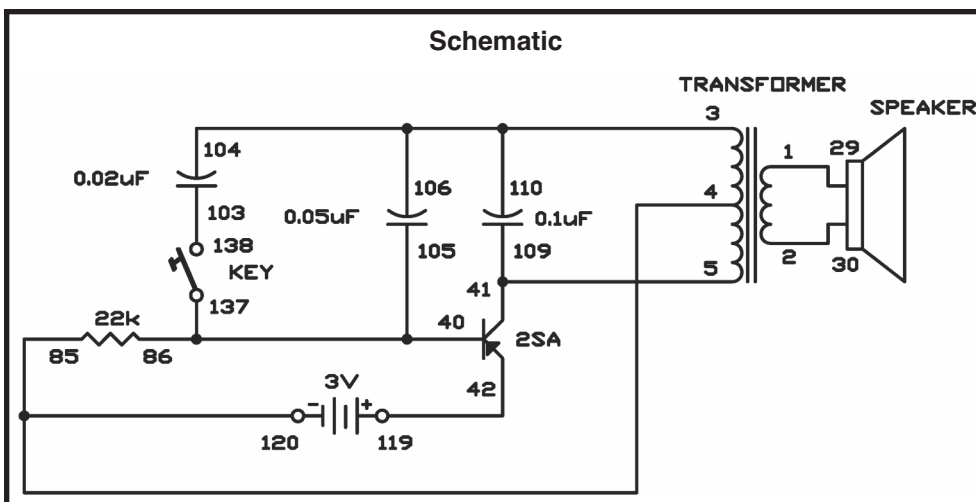 Schematic
TRANSFORMER
SPEAKER
3
104
1
29
0.02uF
106
110
4
103
0.05uF
0.1uF
138
105
109
5
2
30
KEY
41
137
22k
40
85
86
2SA
3V
42
- +
120
119